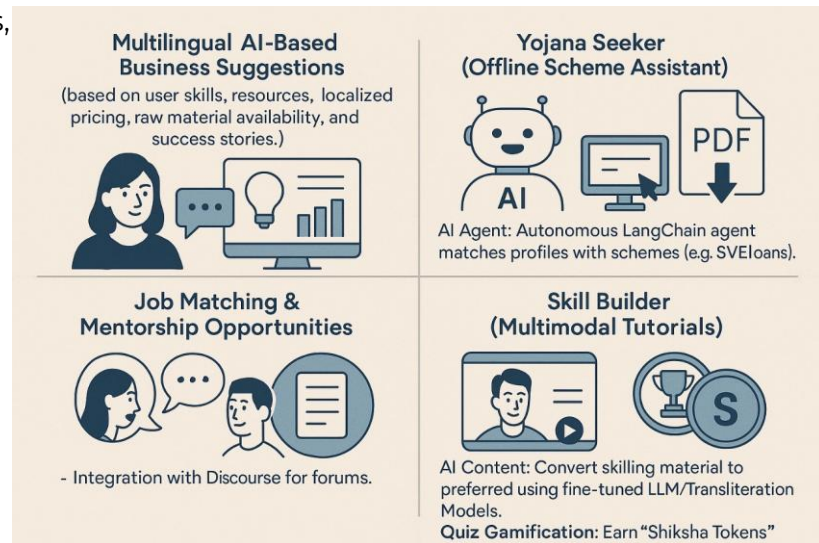 s,
Multilingual AI-Based
Business Suggestions
(based on user skills, resources, localized
pricing, raw material availability, and
success stories.)
Yojana Seeker
(Offline Scheme Assistant)
AI
PDF
AI Agent: Autonomous LangChain agent
matches profiles with schemes (e.g. SVEloans).
Job Matching &
Mentorship Opportunities
- Integration with Discourse for forums.
Skill Builder
(Multimodal Tutorials)
S
AI Content: Convert skilling material to
preferred using fine-tuned LLM/Transliteration
Models.
Quiz Gamification: Earn “Shiksha Tokens”